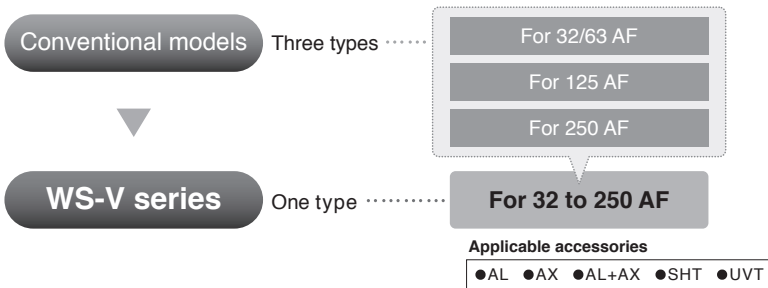 Conventional models
Three types ······
For 32/63 AF
For 125 AF
For 250 AF
WS-V series
One type ···········
For 32 to 250 AF
Applicable accessories
●AL ●AX ●AL+AX ●SHT ●UVT